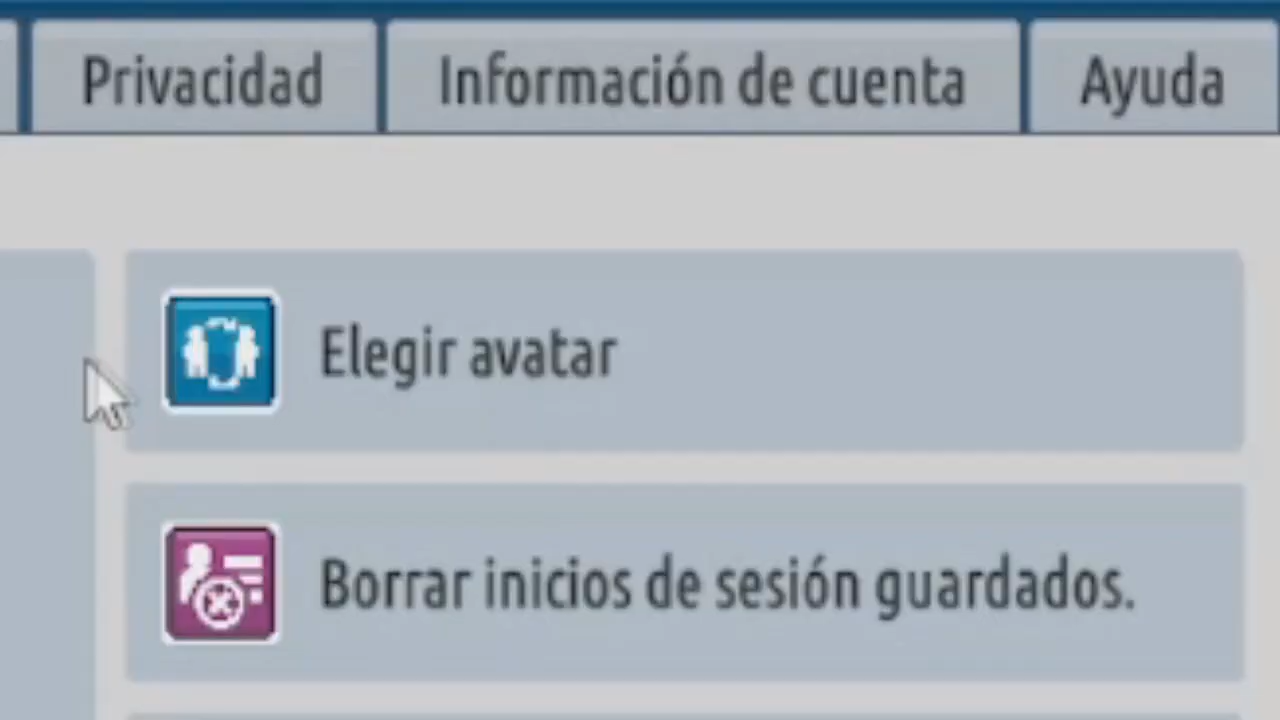 Privacidad
Información de cuenta
Ayuda
Elegir avatar
Borrar inicios de sesión guardados.